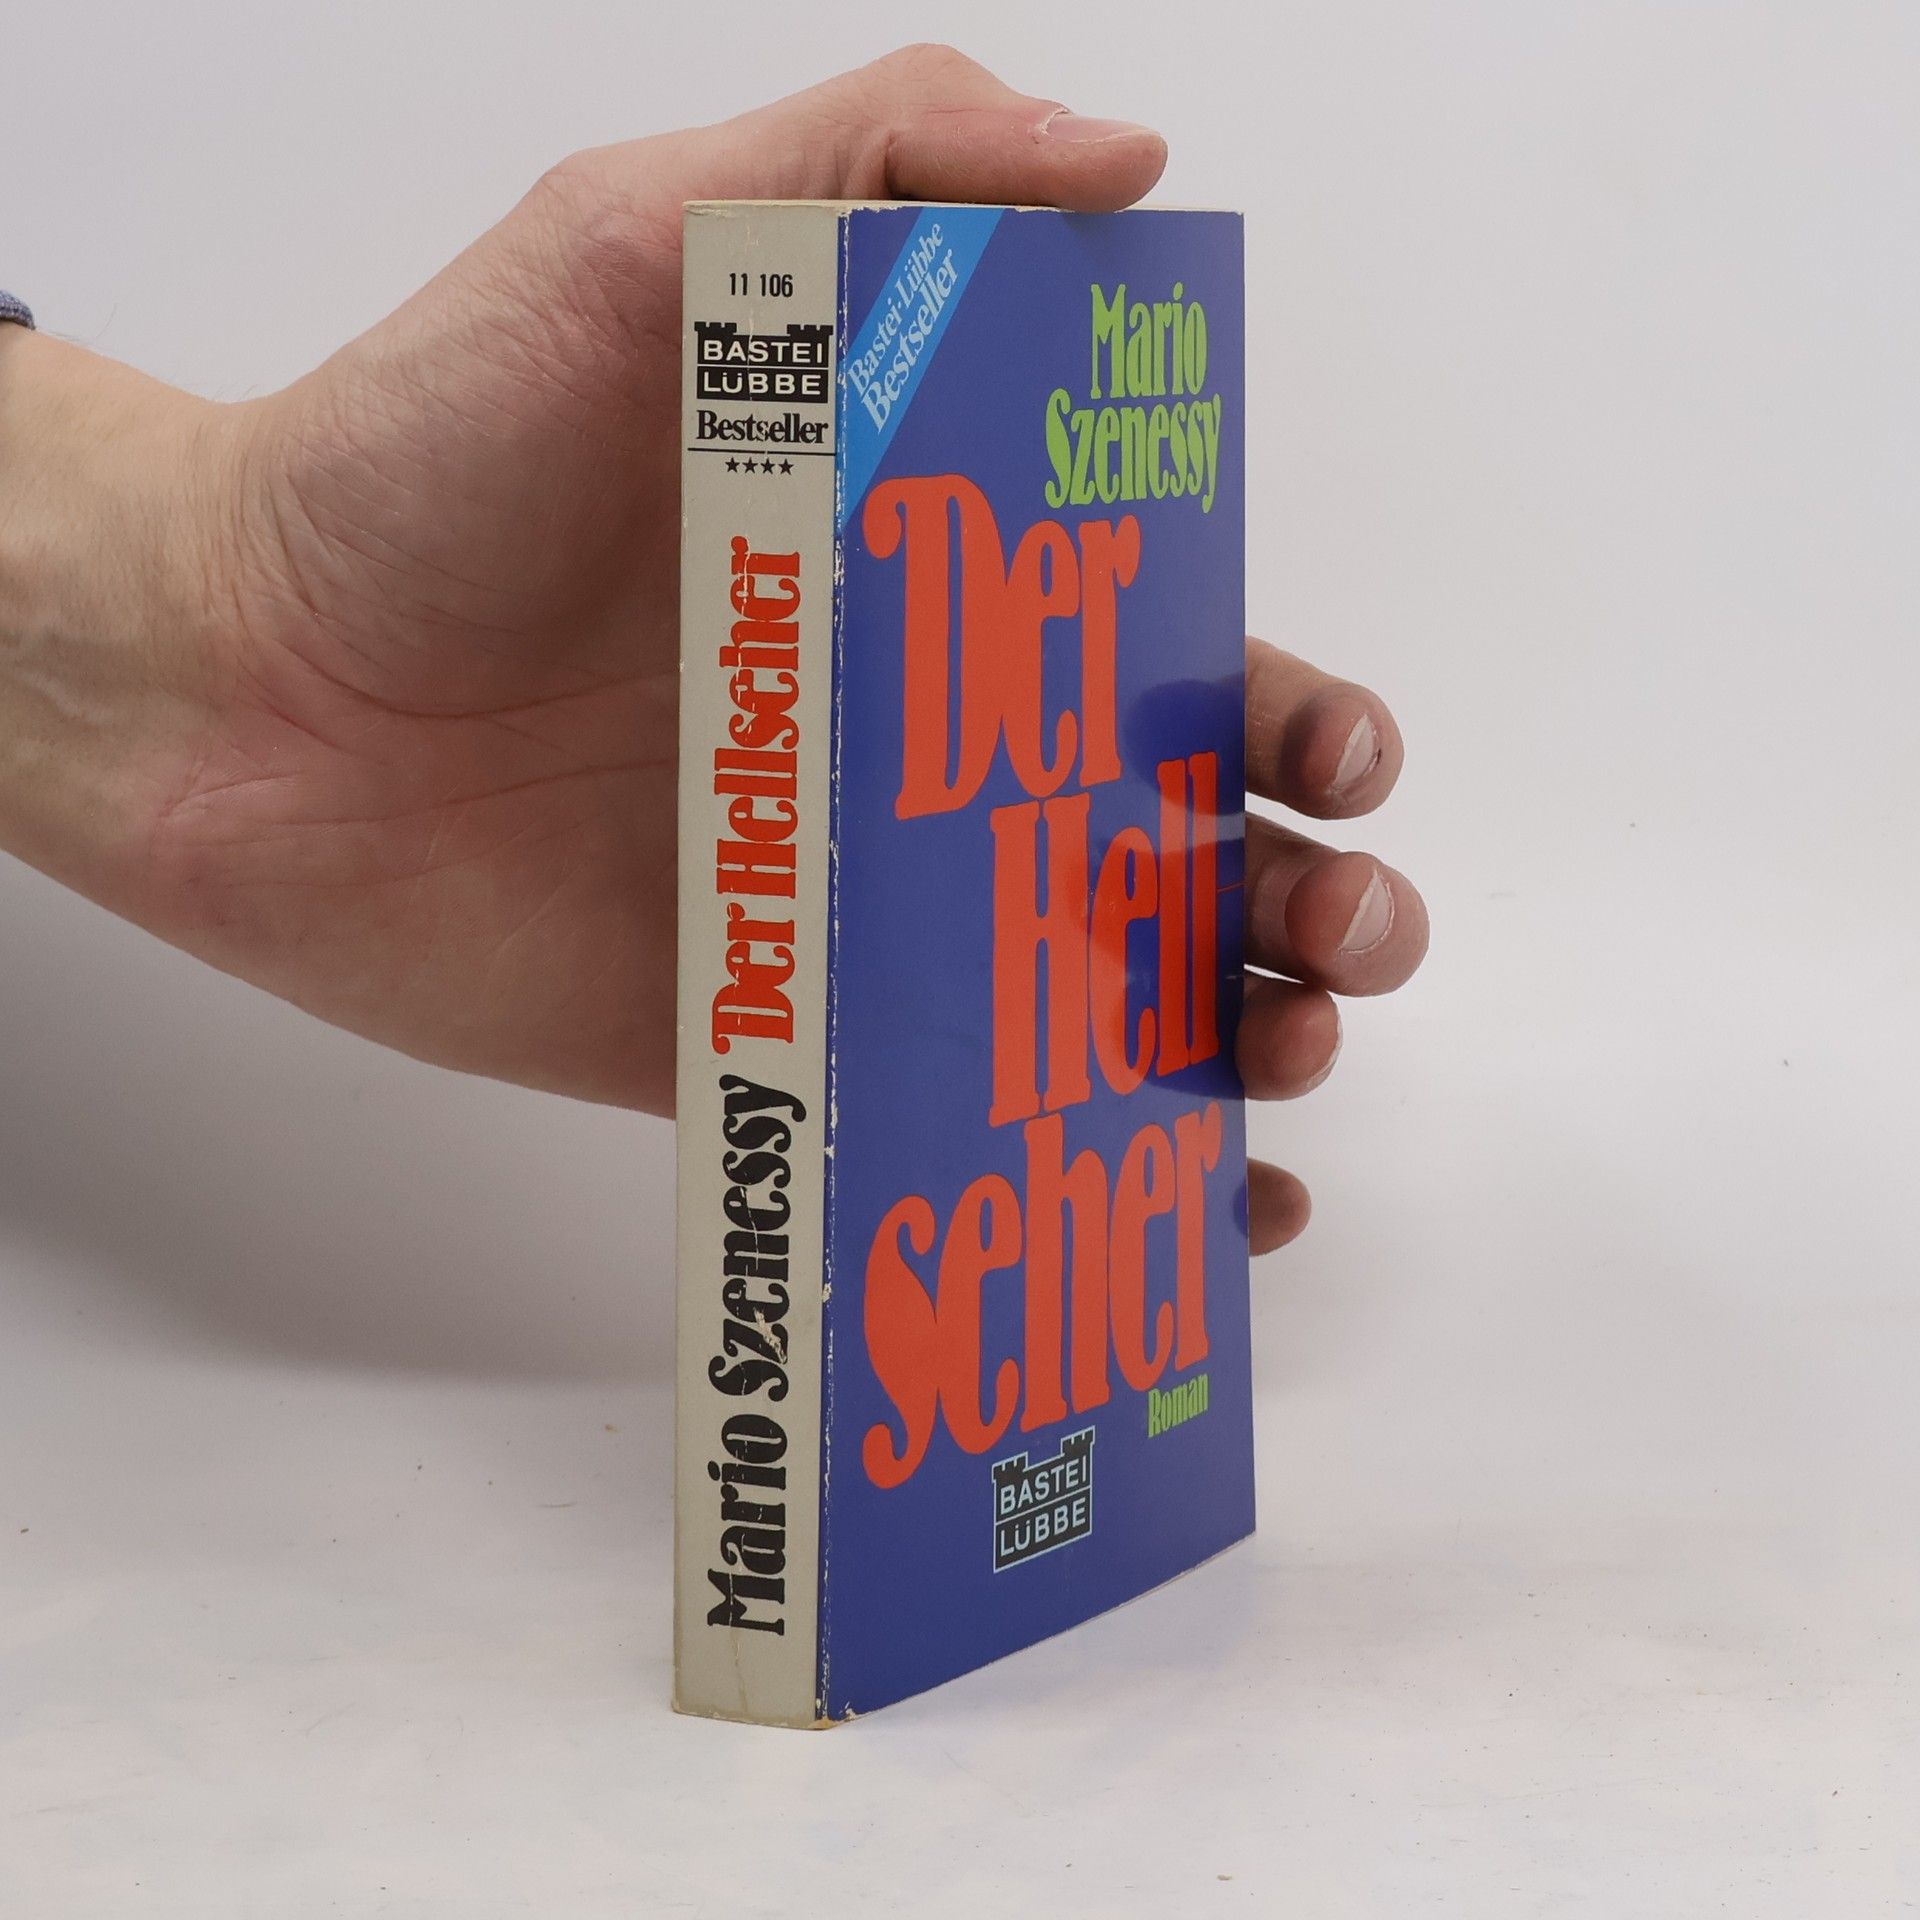 11 106
BASTEI
LÜBBE
Bestseller
★★★★
Mario Szenessy Der Hellseher
Bastei-Lübbe
Bestseller
Mario
Szenessy
Der
Hell-
seher
Roman
BASTEI
LÜBBE